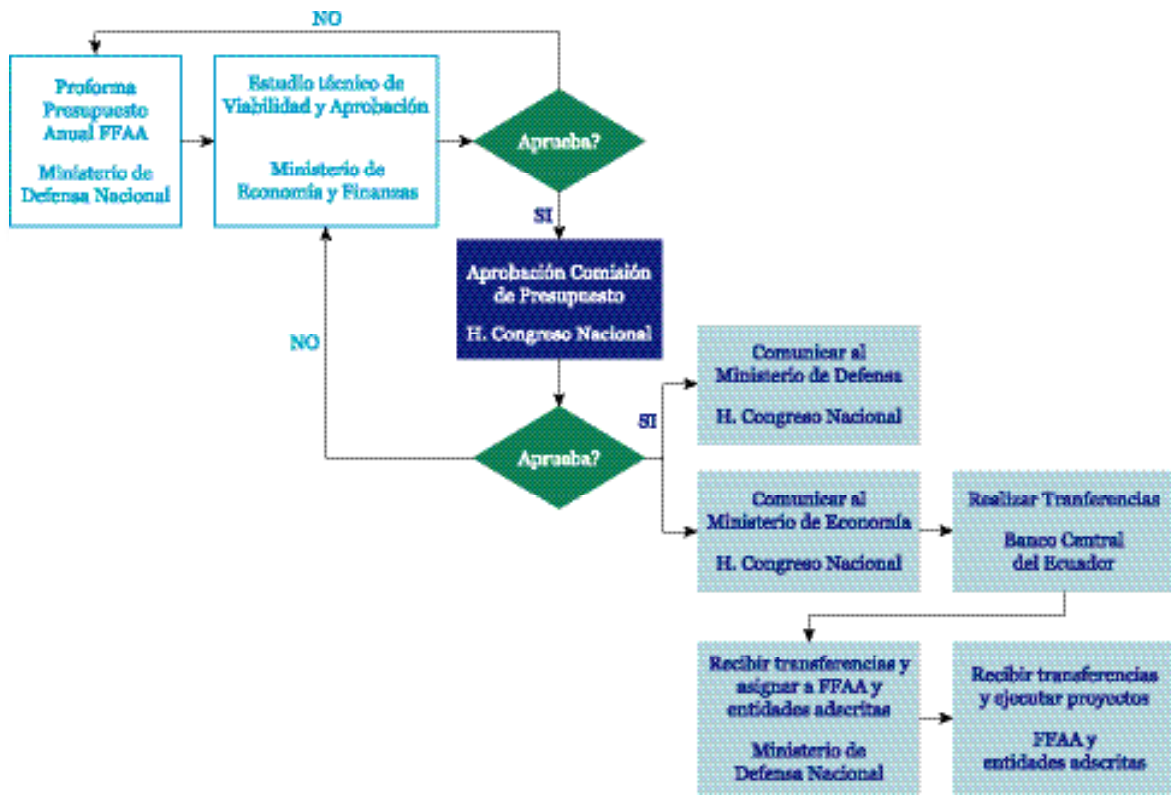 NO
Proforma
Presupuesto
Anual FFAA
Ministerio de
Defensa Nacional
Estudio técnico de
Viabilidad y Aprobación
Ministerio de
Economía y Finanzas
Aprueba?
SI
Aprobación Comisión
de Presupuesto
H. Congreso Nacional
NO
Aprueba?
SI
Comunicar al
Ministerio de Defensa
H. Congreso Nacional
Comunicar al
Ministerio de Economía
H. Congreso Nacional
Realizar Tranferencias
Banco Central
del Ecuador
Recibir transferencias y
asignar a FFAA y
entidades adscritas
Ministerio de
Defensa Nacional
Recibir transferencias
y ejecutar proyectos
FFAA y
entidades adscritas